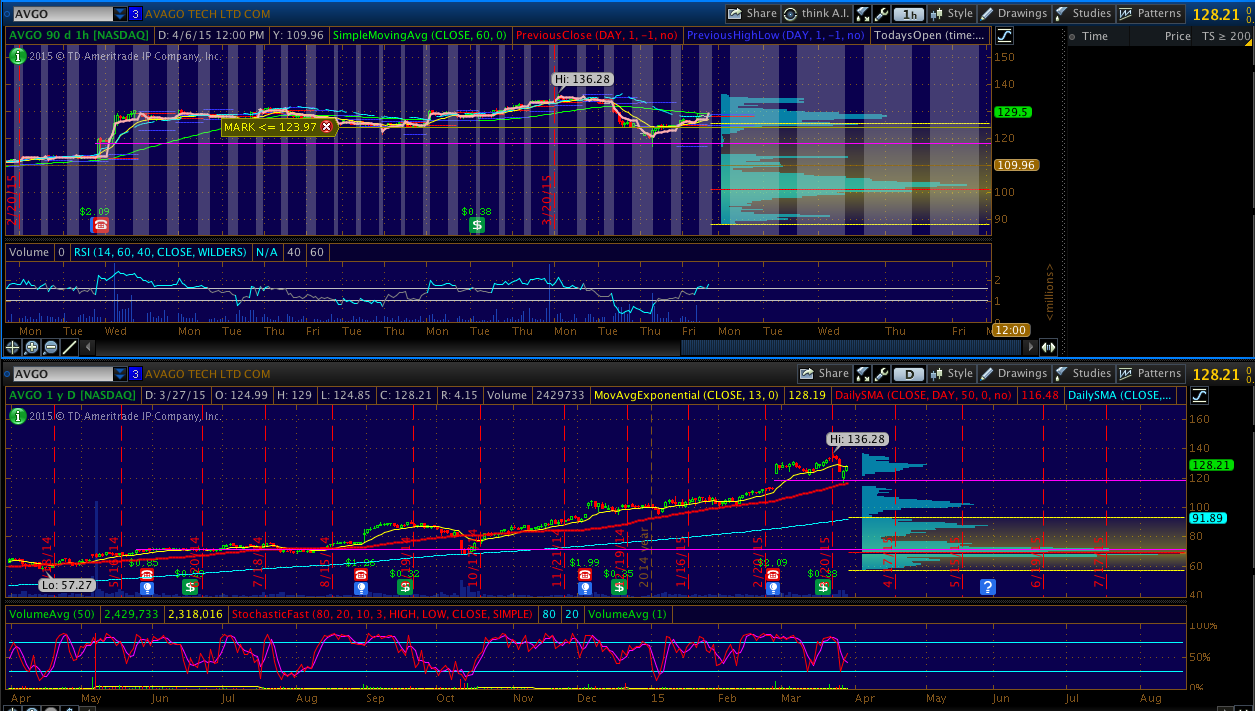 AVGO 3 AVAGO TECH LTD COM Share think A.I. 1h Style Drawings Studies Patterns 128.21
AVGO 90 d 1h [NASDAQ] D: 4/6/15 12:00 PM Y: 109.96 SimpleMovingAvg (CLOSE, 60, 0) PreviousClose (DAY, 1, -1, no) PreviousHighLow (DAY, 1, -1, no) TodaysOpen (time:... Time Price TS ≥ 200
2015 © TD Ameritrade IP Company, Inc.
150
Hi: 136.28
140
129.5
MARK <= 123.97
120
109.96
2/20/15
3/20/15
100
$2.09
$0.38
90
Volume 0 RSI (14, 60, 40, CLOSE, WILDERS) N/A 40 60
2
1
<millions>
Mon Tue Wed Mon Tue Thu Fri Tue Thu Mon Tue Thu Mon Tue Thu Fri Mon Tue Wed Thu Fri
12:00
AVGO 3 AVAGO TECH LTD COM Share D Style Drawings Studies Patterns 128.21
AVGO 1 y D [NASDAQ] D: 3/27/15 O: 124.99 H: 129 L: 124.85 C: 128.21 R: 4.15 Volume 2429733 MovAvgExponential (CLOSE, 13, 0) 128.19 DailySMA (CLOSE, DAY, 50, 0, no) 116.48 DailySMA (CLOSE,...
2015 © TD Ameritrade IP Company, Inc.
160
Hi: 136.28
140
128.21
120
100
91.89
80
60
40
7/18/14
11/21/14
2014 year
1/16/15
$1.99
$2.09
$0.32
Lo: 57.27
?
VolumeAvg (50) 2,429,733 2,318,016 StochasticFast (80, 20, 10, 3, HIGH, LOW, CLOSE, SIMPLE) 80 20 VolumeAvg (1)
100%
50%
0%
Apr May Jun Jul Aug Sep Oct Nov Dec 15 Feb Mar Apr May Jun Jul Aug